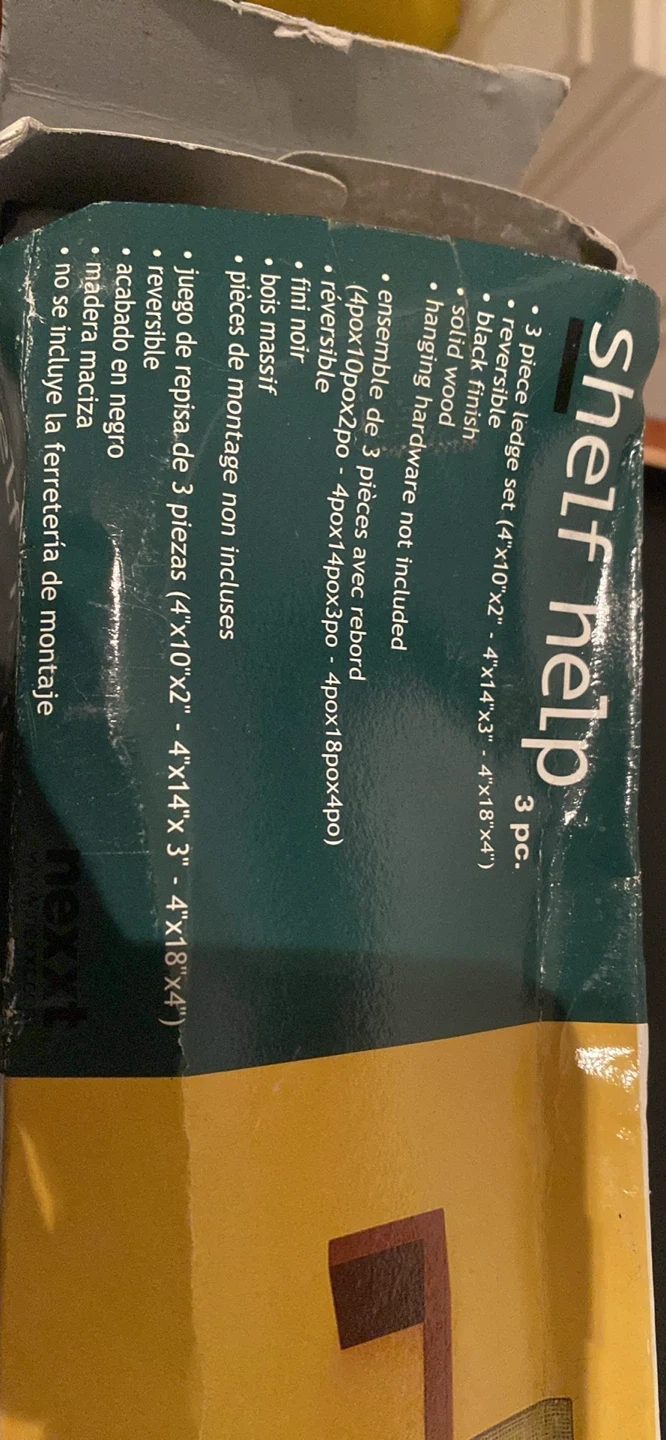 shelf help
3 pc.
• 3 piece ledge set (4"x10"x2" - 4"x14"x3" - 4"x18"x4")
• reversible
• black finish
• solid wood
• hanging hardware not included
• ensemble de 3 pièces avec rebord
(4pox10pox2po - 4pox14pox3po - 4pox18pox4po)
• réversible
• fini noir
• bois massif
• pièces de montage non incluses
• juego de repisa de 3 piezas (4"x10"x2" - 4"x14"x 3" - 4"x18"x4")
• reversible
• acabado en negro
• madera maciza
• no se incluye la ferretería de montaje
nexxt